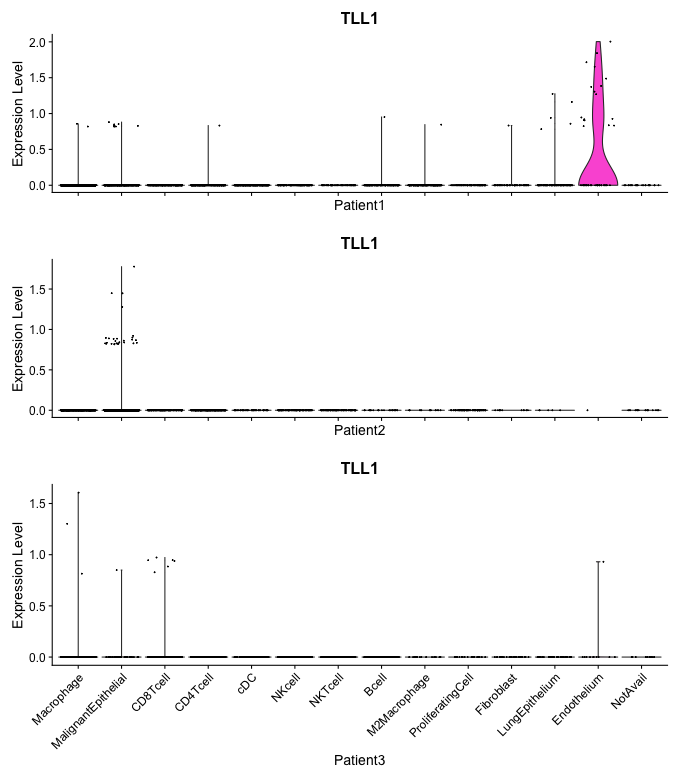 TLL1
Expression Level
2.0
1.5
1.0
0.5
0.0
Patient1
TLL1
Expression Level
1.5
1.0
0.5
0.0
Patient2
TLL1
Expression Level
1.5
1.0
0.5
0.0
Macrophage
MalignantEpithelial
CD8Tcell
CD4Tcell
cDC
NKcell
NKTcell
Bcell
M2Macrophage
ProliferatingCell
Fibroblast
LungEpithelium
Endothelium
NotAvail
Patient3